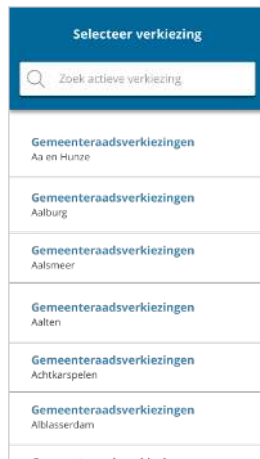 Selecteer verkiezing
Zoek actieve verkiezing
Gemeenteraadsverkiezingen
Aa en Hunze
Gemeenteraadsverkiezingen
Aalburg
Gemeenteraadsverkiezingen
Aalsmeer
Gemeenteraadsverkiezingen
Aalten
Gemeenteraadsverkiezingen
Achtkarspelen
Gemeenteraadsverkiezingen
Alblasserdam